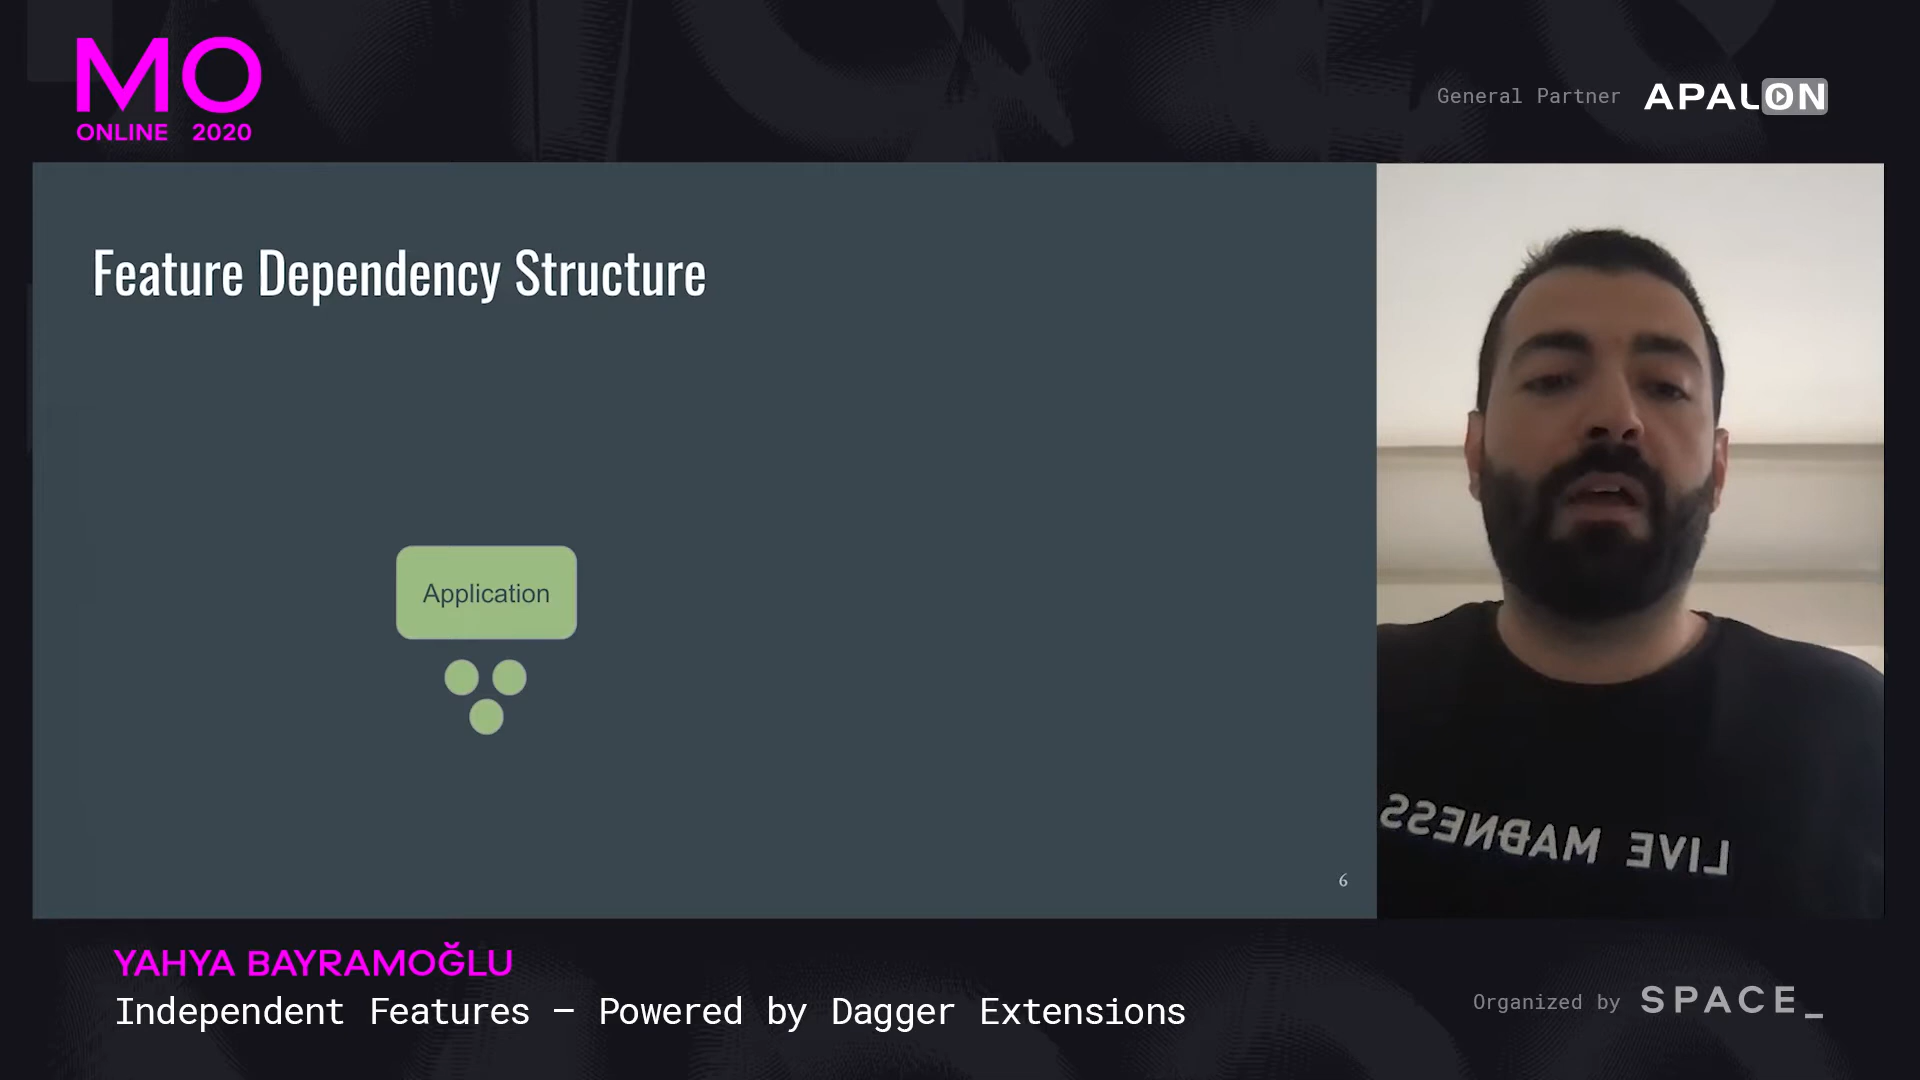 MO
ONLINE 2020
General Partner APALON
Feature Dependency Structure
Application
6
LIVE MADNESS
YAHYA BAYRAMOĞLU
Independent Features – Powered by Dagger Extensions
Organized by SPACE_